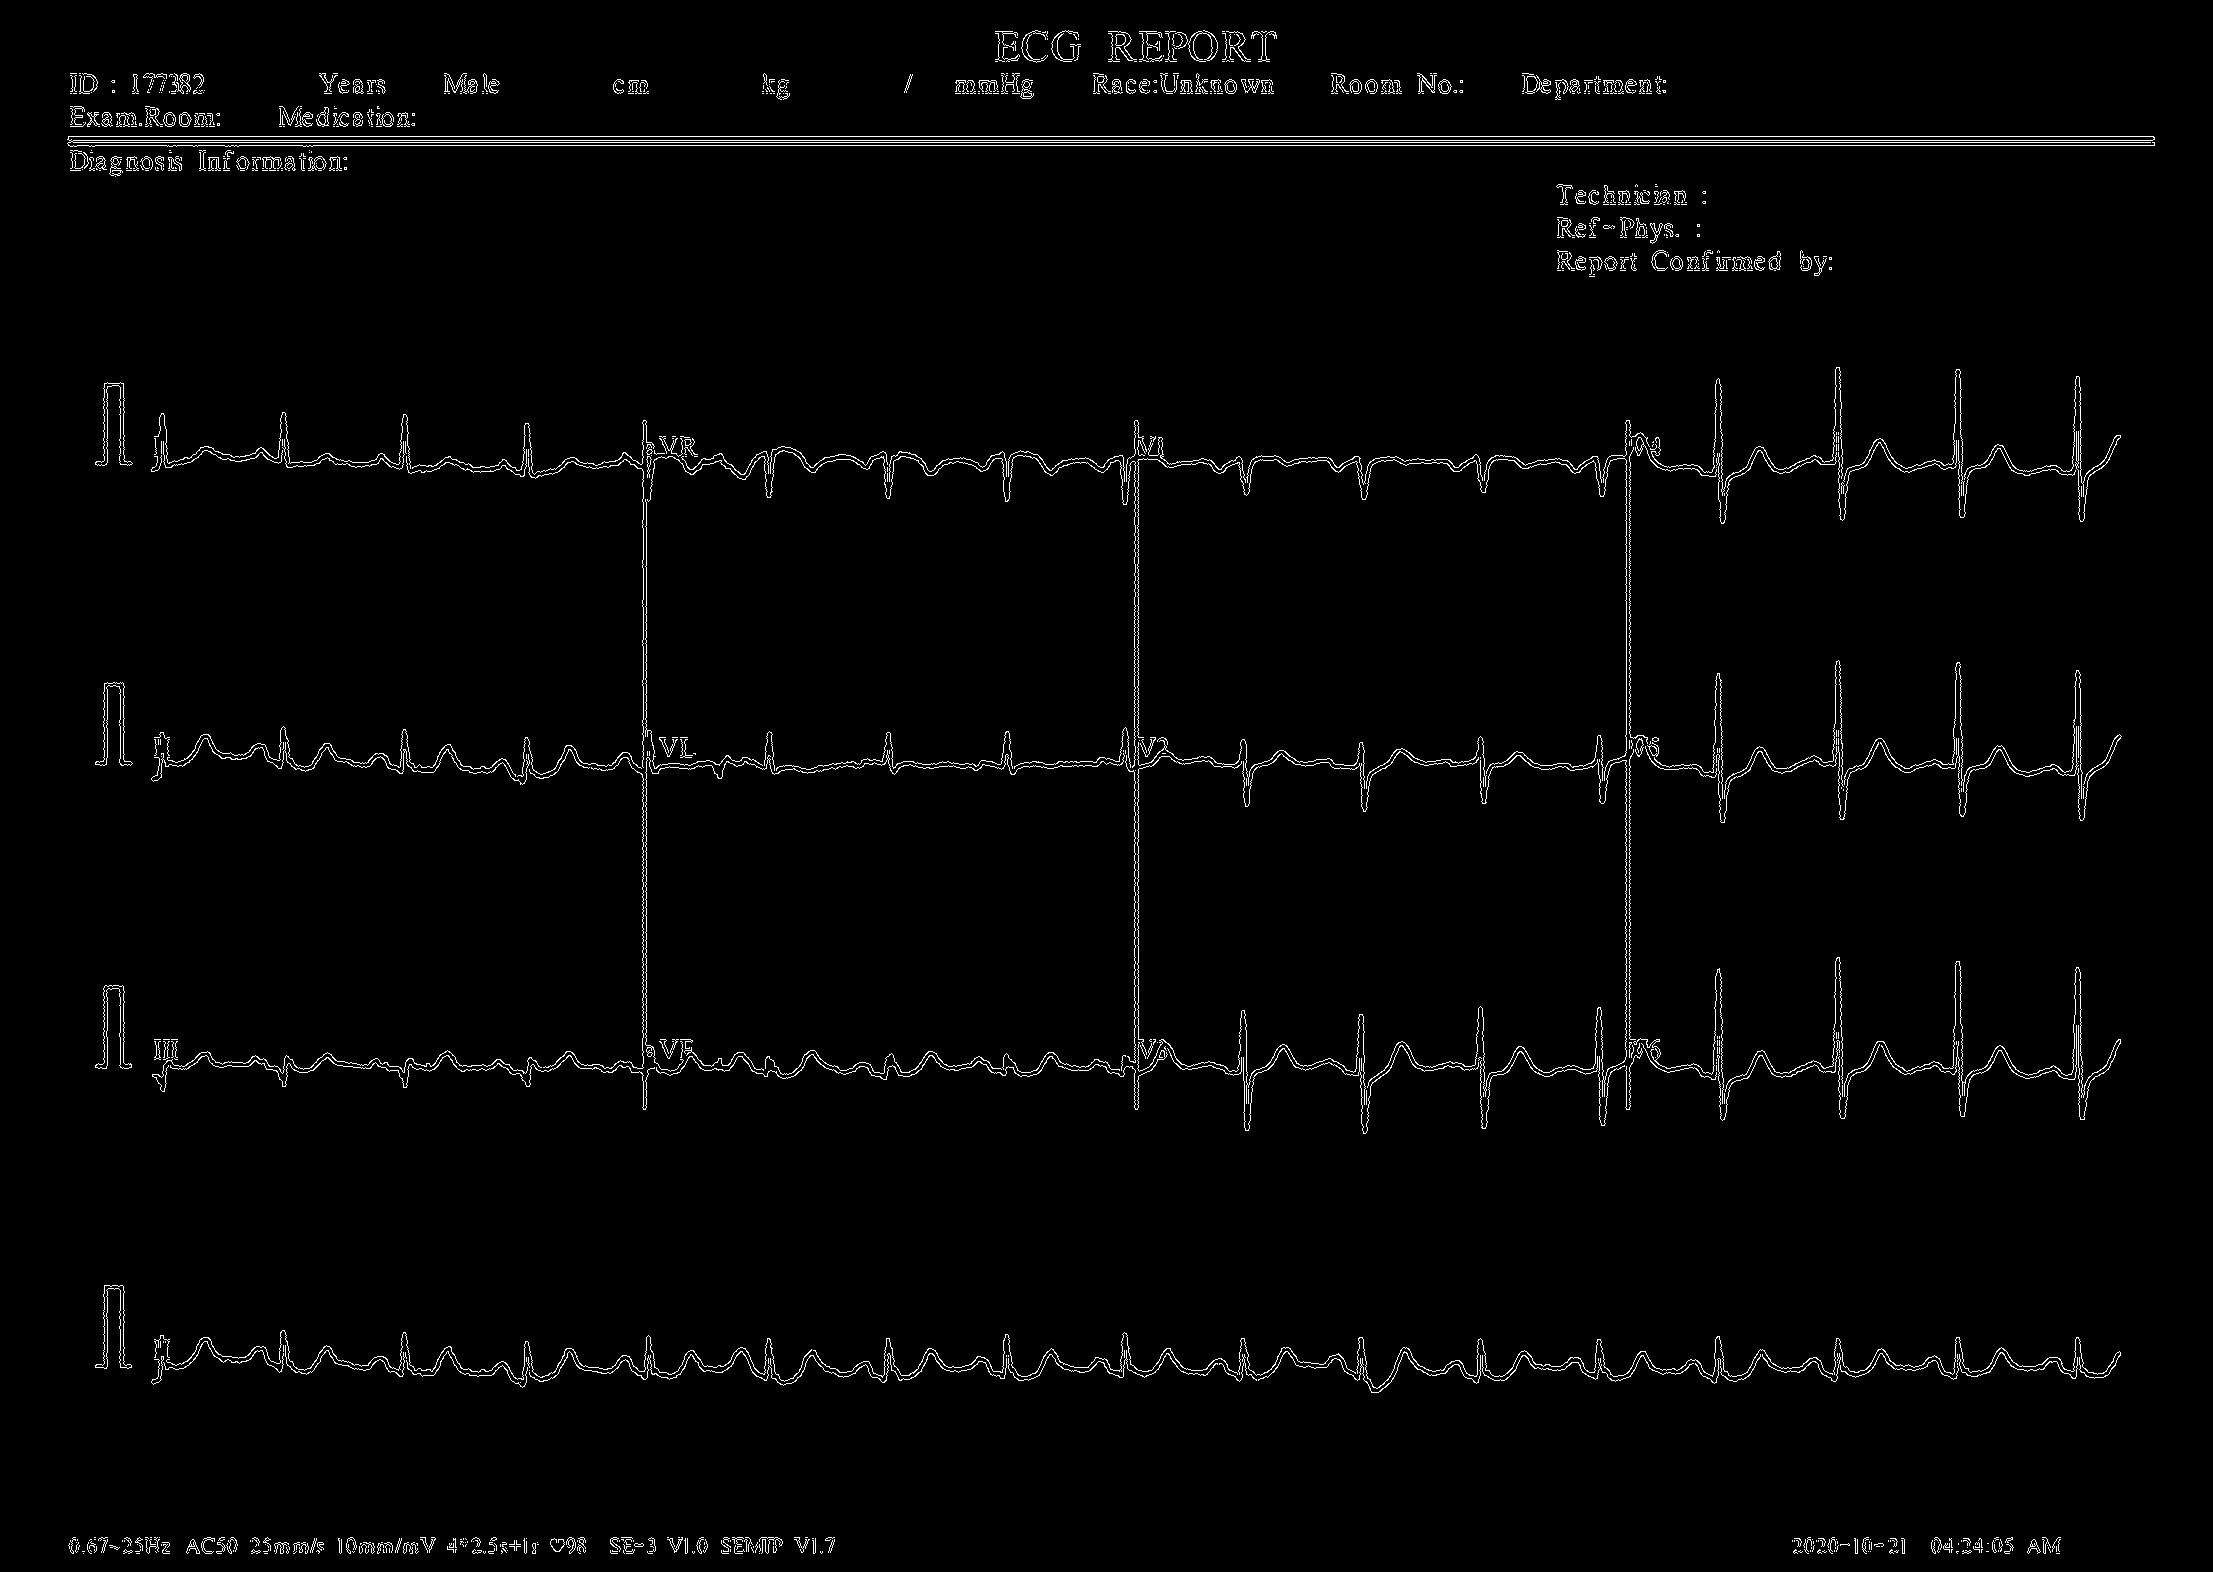 ECG REPORT
ID : 177382 Years Male cm kg / mmHg Race:Unknown Room No.: Department:
Exam.Room: Medication:
Diagnosis Information:
Technician :
Ref-Phys. :
Report Confirmed by:
I aVR V1 V4
II VL V2 V5
III aVF V3 V6
II
0.67~25Hz AC50 25mm/s 10mm/mV 4*2.5s+1r ♡98 SE-3 V1.0 SEMIP V1.7 2020-10-21 04:24:05 AM